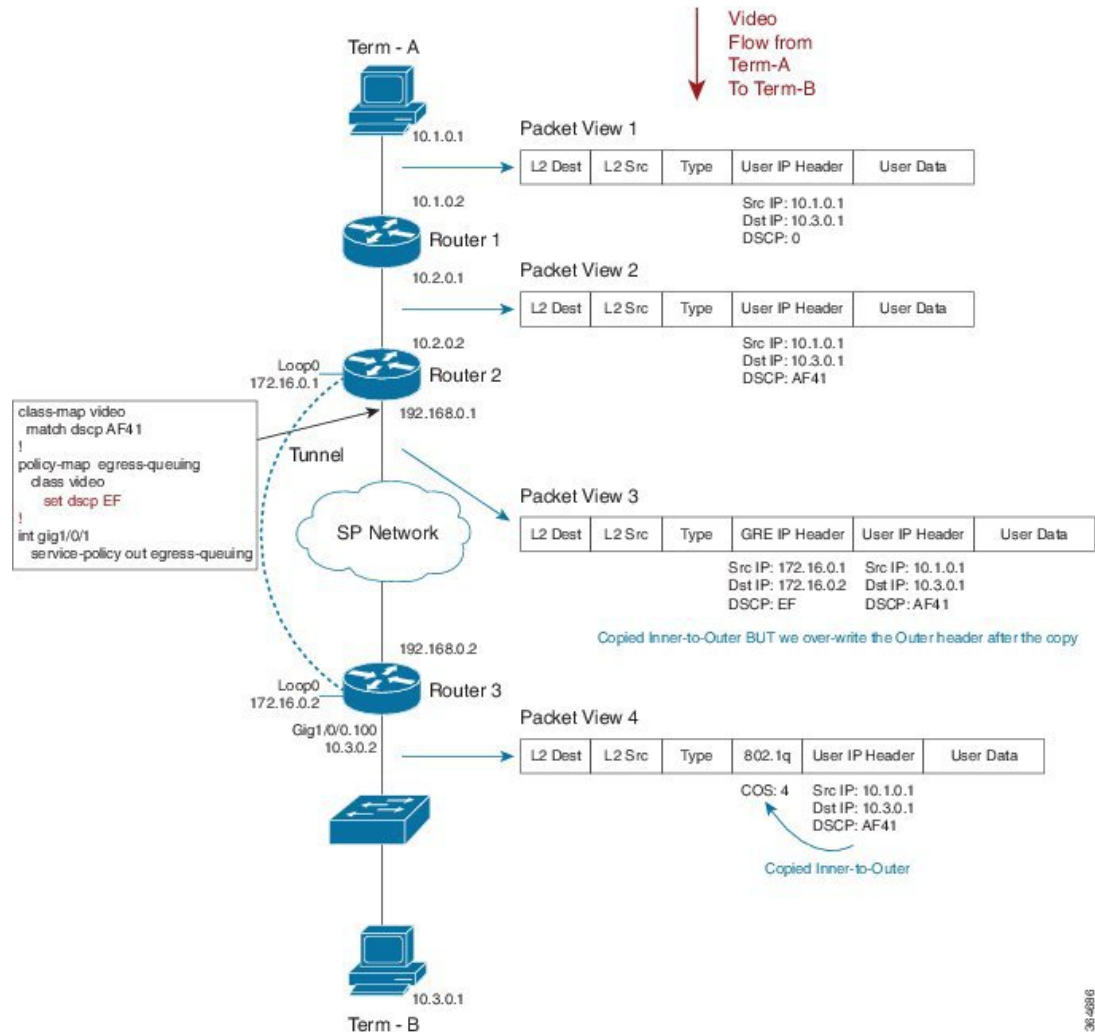 Video
Flow from
Term-A
To Term-B
Term - A
10.1.0.1
Packet View 1
L2 Dest L2 Src Type User IP Header User Data
Src IP: 10.1.0.1
Dst IP: 10.3.0.1
DSCP: 0
10.1.0.2
Router 1
10.2.0.1
Packet View 2
L2 Dest L2 Src Type User IP Header User Data
Src IP: 10.1.0.1
Dst IP: 10.3.0.1
DSCP: AF41
10.2.0.2
Loop0
172.16.0.1
Router 2
192.168.0.1
class-map video
match dscp AF41
!
policy-map egress-queuing
class video
set dscp EF
!
int gig1/0/1
service-policy out egress-queuing
Tunnel
SP Network
Packet View 3
L2 Dest L2 Src Type GRE IP Header User IP Header User Data
Src IP: 172.16.0.1 Src IP: 10.1.0.1
Dst IP: 172.16.0.2 Dst IP: 10.3.0.1
DSCP: EF DSCP: AF41
Copied Inner-to-Outer BUT we over-write the Outer header after the copy
192.168.0.2
Loop0
172.16.0.2
Router 3
Gig1/0/0.100
10.3.0.2
Packet View 4
L2 Dest L2 Src Type 802.1q User IP Header User Data
COS: 4 Src IP: 10.1.0.1
Dst IP: 10.3.0.1
DSCP: AF41
Copied Inner-to-Outer
10.3.0.1
Term - B
364686